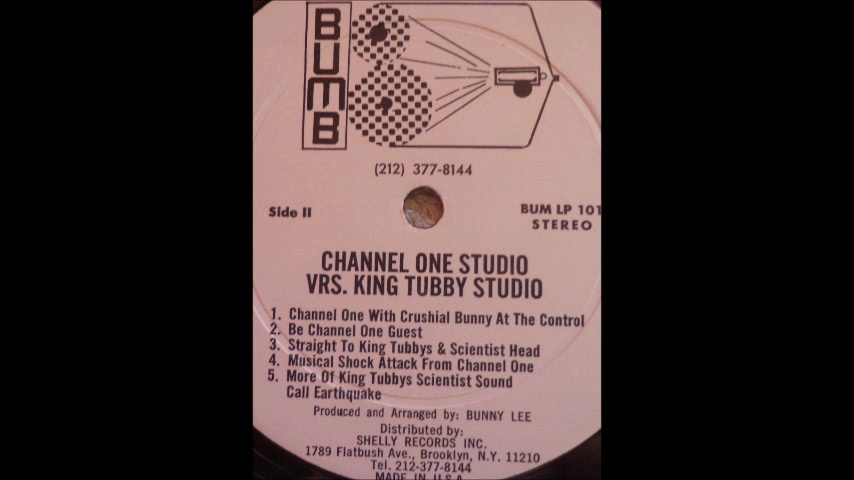 BUMB
(212) 377-8144
Side II
BUM LP 101
STEREO
CHANNEL ONE STUDIO
VRS. KING TUBBY STUDIO
1. Channel One With Crushial Bunny At The Control
2. Be Channel One Guest
3. Straight To King Tubbys & Scientist Head
4. Musical Shock Attack From Channel One
5. More Of King Tubbys Scientist Sound
Call Earthquake
Produced and Arranged by: BUNNY LEE
Distributed by:
SHELLY RECORDS INC.
1789 Flatbush Ave., Brooklyn, N.Y. 11210
Tel. 212-377-8144
MADE IN U.S.A.